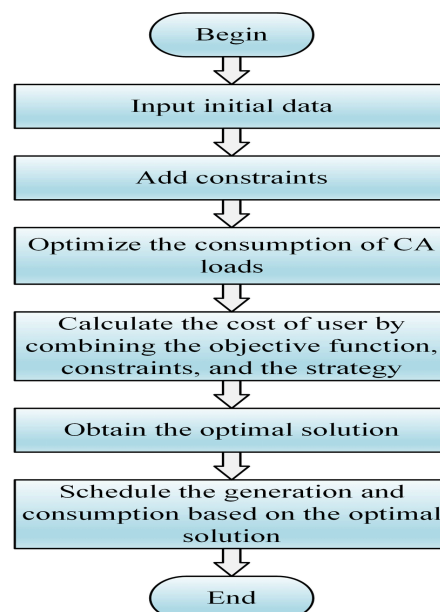 Begin
Input initial data
Add constraints
Optimize the consumption of CA
loads
Calculate the cost of user by
combining the objective function,
constraints, and the strategy
Obtain the optimal solution
Schedule the generation and
consumption based on the optimal
solution
End